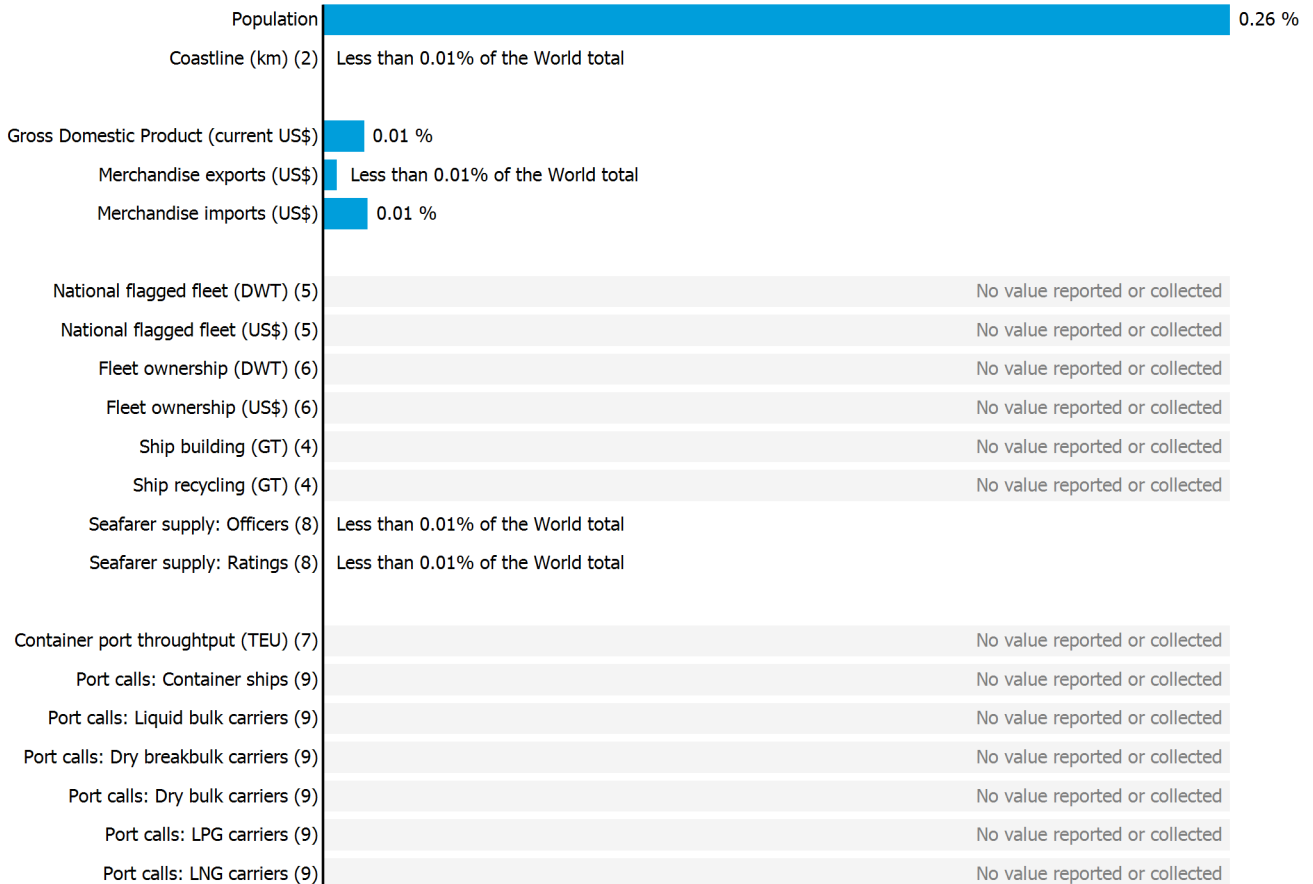 Population 0.26 %
Coastline (km) (2) Less than 0.01% of the World total
Gross Domestic Product (current US$) 0.01 %
Merchandise exports (US$) Less than 0.01% of the World total
Merchandise imports (US$) 0.01 %
National flagged fleet (DWT) (5) No value reported or collected
National flagged fleet (US$) (5) No value reported or collected
Fleet ownership (DWT) (6) No value reported or collected
Fleet ownership (US$) (6) No value reported or collected
Ship building (GT) (4) No value reported or collected
Ship recycling (GT) (4) No value reported or collected
Seafarer supply: Officers (8) Less than 0.01% of the World total
Seafarer supply: Ratings (8) Less than 0.01% of the World total
Container port throughtput (TEU) (7) No value reported or collected
Port calls: Container ships (9) No value reported or collected
Port calls: Liquid bulk carriers (9) No value reported or collected
Port calls: Dry breakbulk carriers (9) No value reported or collected
Port calls: Dry bulk carriers (9) No value reported or collected
Port calls: LPG carriers (9) No value reported or collected
Port calls: LNG carriers (9) No value reported or collected